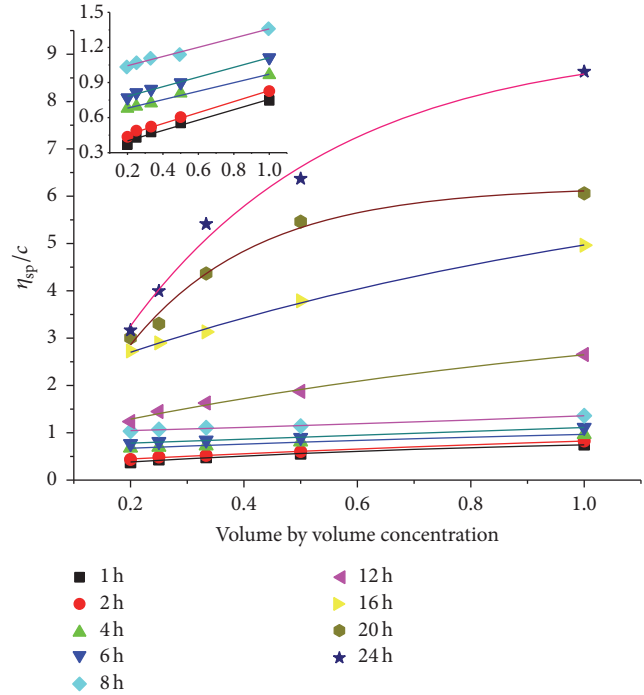 1.5
1.2
0.9
0.6
0.3
0.2 0.4 0.6 0.8 1.0
9
8
7
6
5
4
3
2
1
0
ηsp/c
0.2 0.4 0.6 0.8 1.0
Volume by volume concentration
1 h
2 h
4 h
6 h
8 h
12 h
16 h
20 h
24 h